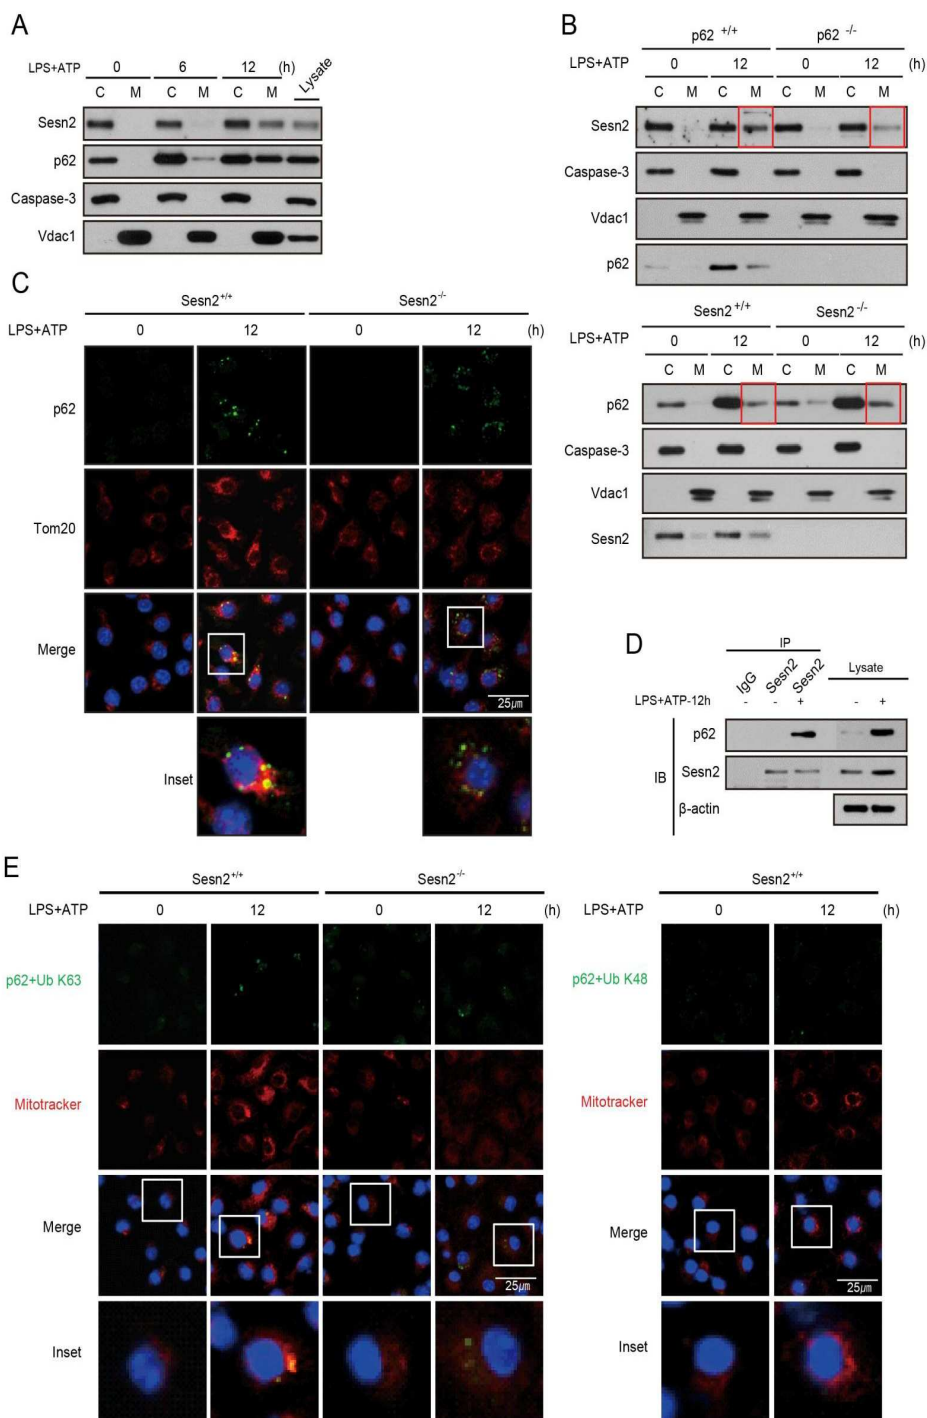 A
LPS+ATP 0 6 12 (h) Lysate
C M C M C M
Sesn2
p62
Caspase-3
Vdac1
B
p62 +/+ p62 -/-
LPS+ATP 0 12 0 12 (h)
C M C M C M C M
Sesn2
Caspase-3
Vdac1
p62
Sesn2 +/+ Sesn2 -/-
LPS+ATP 0 12 0 12 (h)
C M C M C M C M
p62
Caspase-3
Vdac1
Sesn2
C
Sesn2+/+ Sesn2-/-
LPS+ATP 0 12 0 12 (h)
p62
Tom20
Merge
25㎛
Inset
D
IP
IgG Sesn2 Sesn2 Lysate
LPS+ATP-12h - - + - +
p62
Sesn2
IB
β-actin
E
Sesn2+/+ Sesn2-/-
LPS+ATP 0 12 0 12 (h)
p62+Ub K63
Mitotracker
Merge
25㎛
Inset
Sesn2+/+
LPS+ATP 0 12 (h)
p62+Ub K48
Mitotracker
Merge
25㎛
Inset